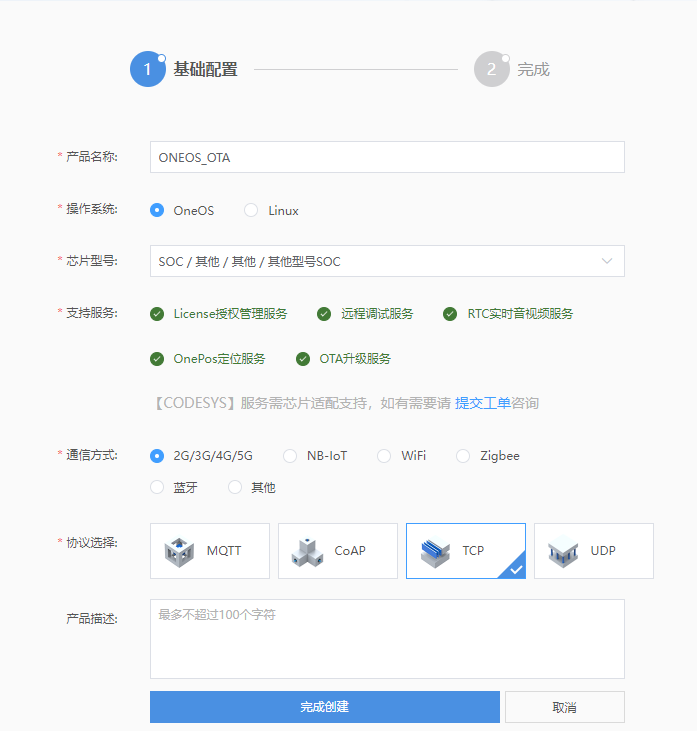 1 基础配置 2 完成
* 产品名称: ONEOS_OTA
* 操作系统: OneOS Linux
* 芯片型号: SOC / 其他 / 其他 / 其他型号SOC
* 支持服务: License授权管理服务 远程调试服务 RTC实时音视频服务
OnePos定位服务 OTA升级服务
【CODESYS】服务需芯片适配支持，如有需要请 提交工单咨询
* 通信方式: 2G/3G/4G/5G NB-IoT WiFi Zigbee
蓝牙 其他
* 协议选择: MQTT CoAP TCP UDP
产品描述: 最多不超过100个字符
完成创建 取消